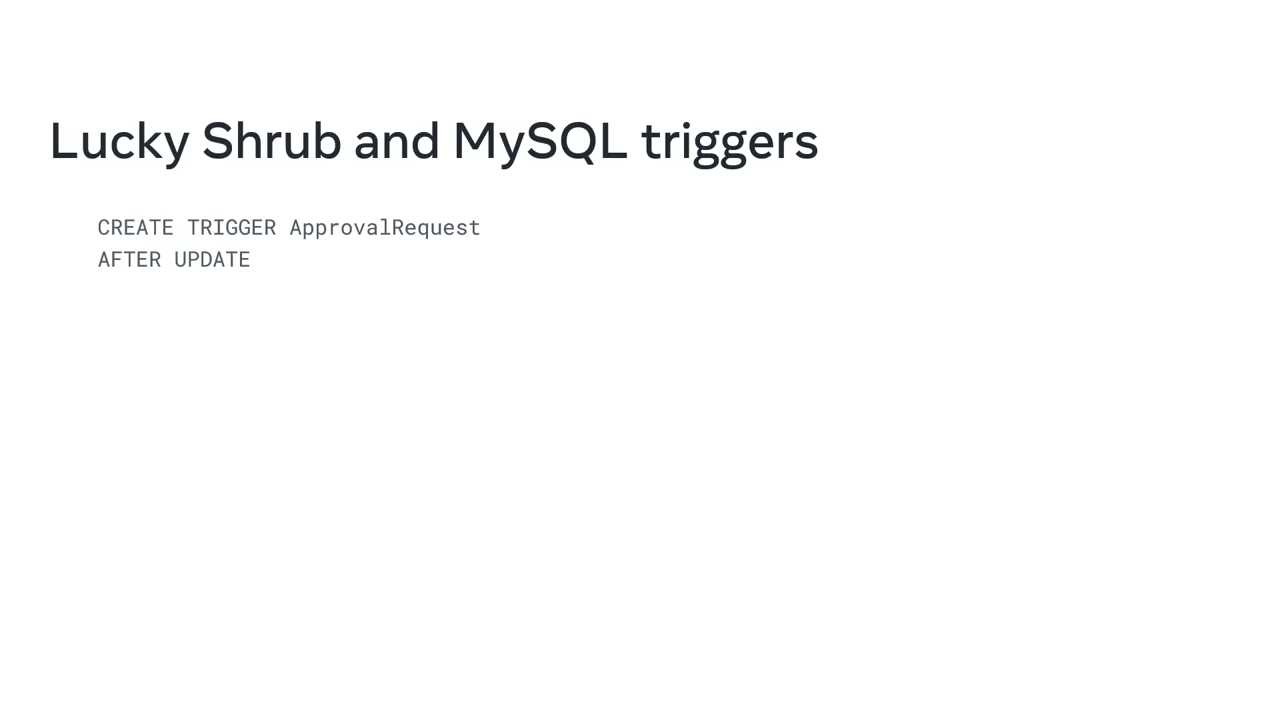 Lucky Shrub and MySQL triggers
CREATE TRIGGER ApprovalRequest
AFTER UPDATE